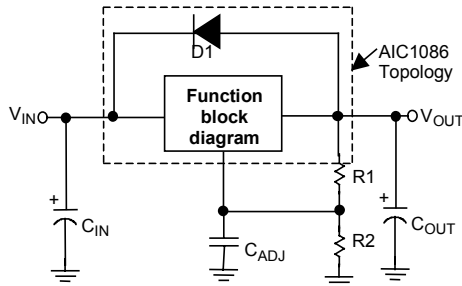 D1
AIC1086
Topology
VIN
Function
block
diagram
VOUT
R1
+
CIN
CADJ
R2
+
COUT